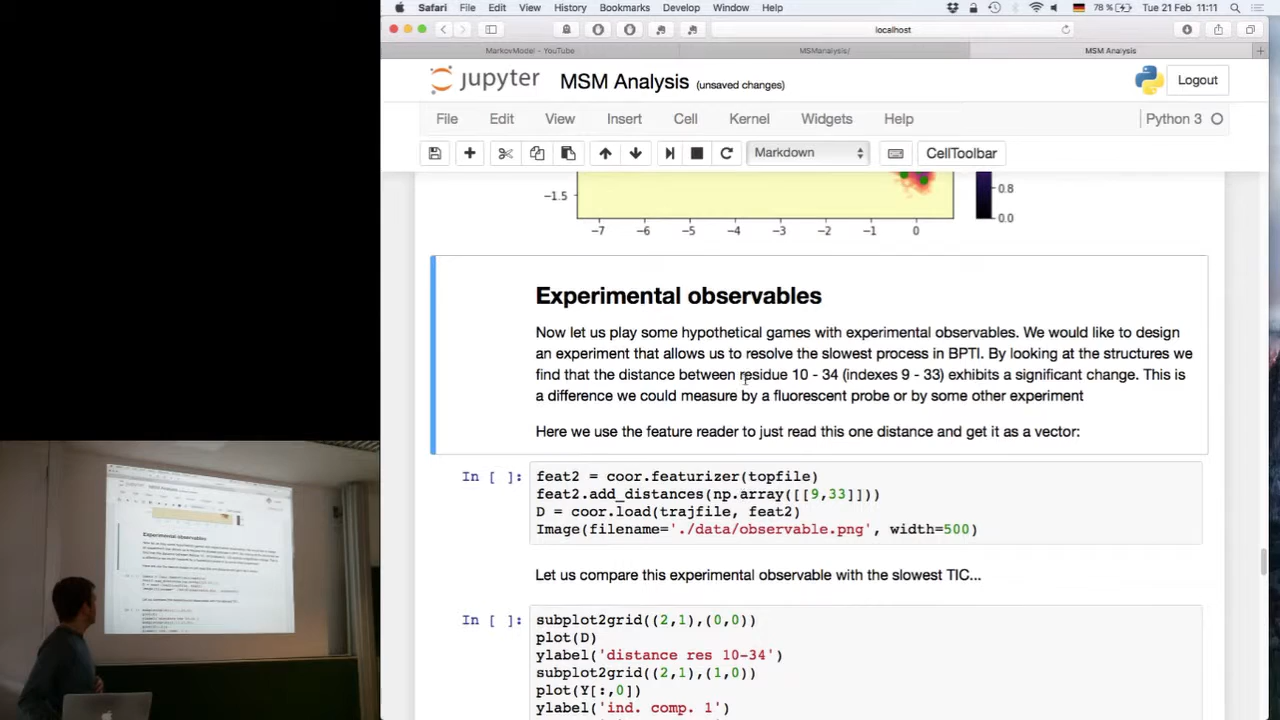 Safari File Edit View History Bookmarks Develop Window Help 78 % Tue 21 Feb 11:11
localhost
MarkovModel - YouTube MSManalysis/ MSM Analysis
jupyter MSM Analysis (unsaved changes) Logout
File Edit View Insert Cell Kernel Widgets Help Python 3
Markdown CellToolbar
0.8
−1.5
0.0
−7 −6 −5 −4 −3 −2 −1 0
Experimental observables
Now let us play some hypothetical games with experimental observables. We would like to design
an experiment that allows us to resolve the slowest process in BPTI. By looking at the structures we
find that the distance between residue 10 - 34 (indexes 9 - 33) exhibits a significant change. This is
a difference we could measure by a fluorescent probe or by some other experiment
Here we use the feature reader to just read this one distance and get it as a vector:
In [ ]: feat2 = coor.featurizer(topfile)
feat2.add_distances(np.array([[9,33]]))
D = coor.load(trajfile, feat2)
Image(filename='./data/observable.png', width=500)
Let us compare this experimental observable with the slowest TIC...
In [ ]: subplot2grid((2,1),(0,0))
plot(D)
ylabel('distance res 10-34')
subplot2grid((2,1),(1,0))
plot(Y[:,0])
ylabel('ind. comp. 1')
Experimental observables